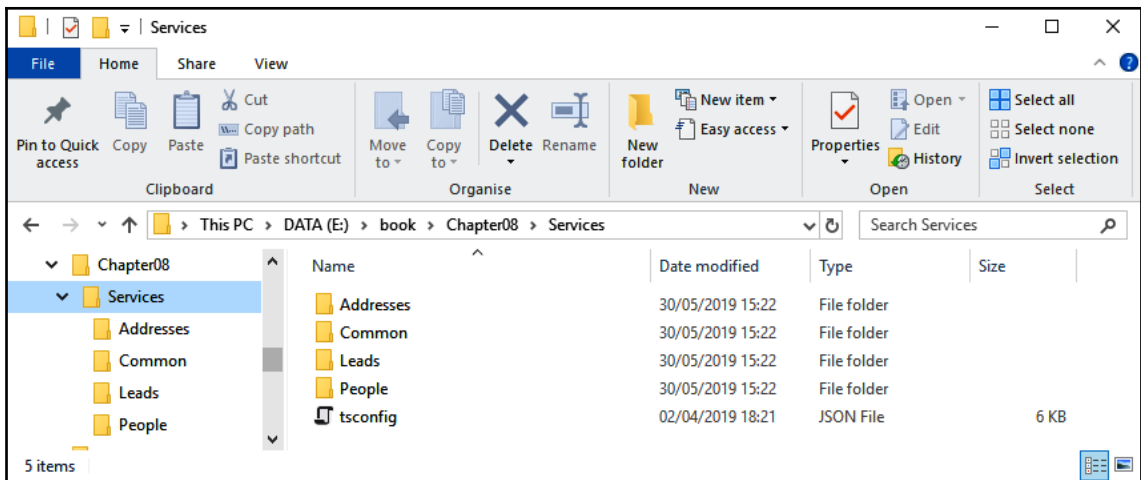 Services
File Home Share View
Pin to Quick access
Copy
Paste
Cut
Copy path
Paste shortcut
Move to
Copy to
Delete
Rename
New folder
New item
Easy access
Properties
Open
Edit
History
Select all
Select none
Invert selection
Clipboard Organise New Open Select
This PC > DATA (E:) > book > Chapter08 > Services
Search Services
Chapter08
Services
Addresses
Common
Leads
People
Name Date modified Type Size
Addresses 30/05/2019 15:22 File folder
Common 30/05/2019 15:22 File folder
Leads 30/05/2019 15:22 File folder
People 30/05/2019 15:22 File folder
tsconfig 02/04/2019 18:21 JSON File 6 KB
5 items